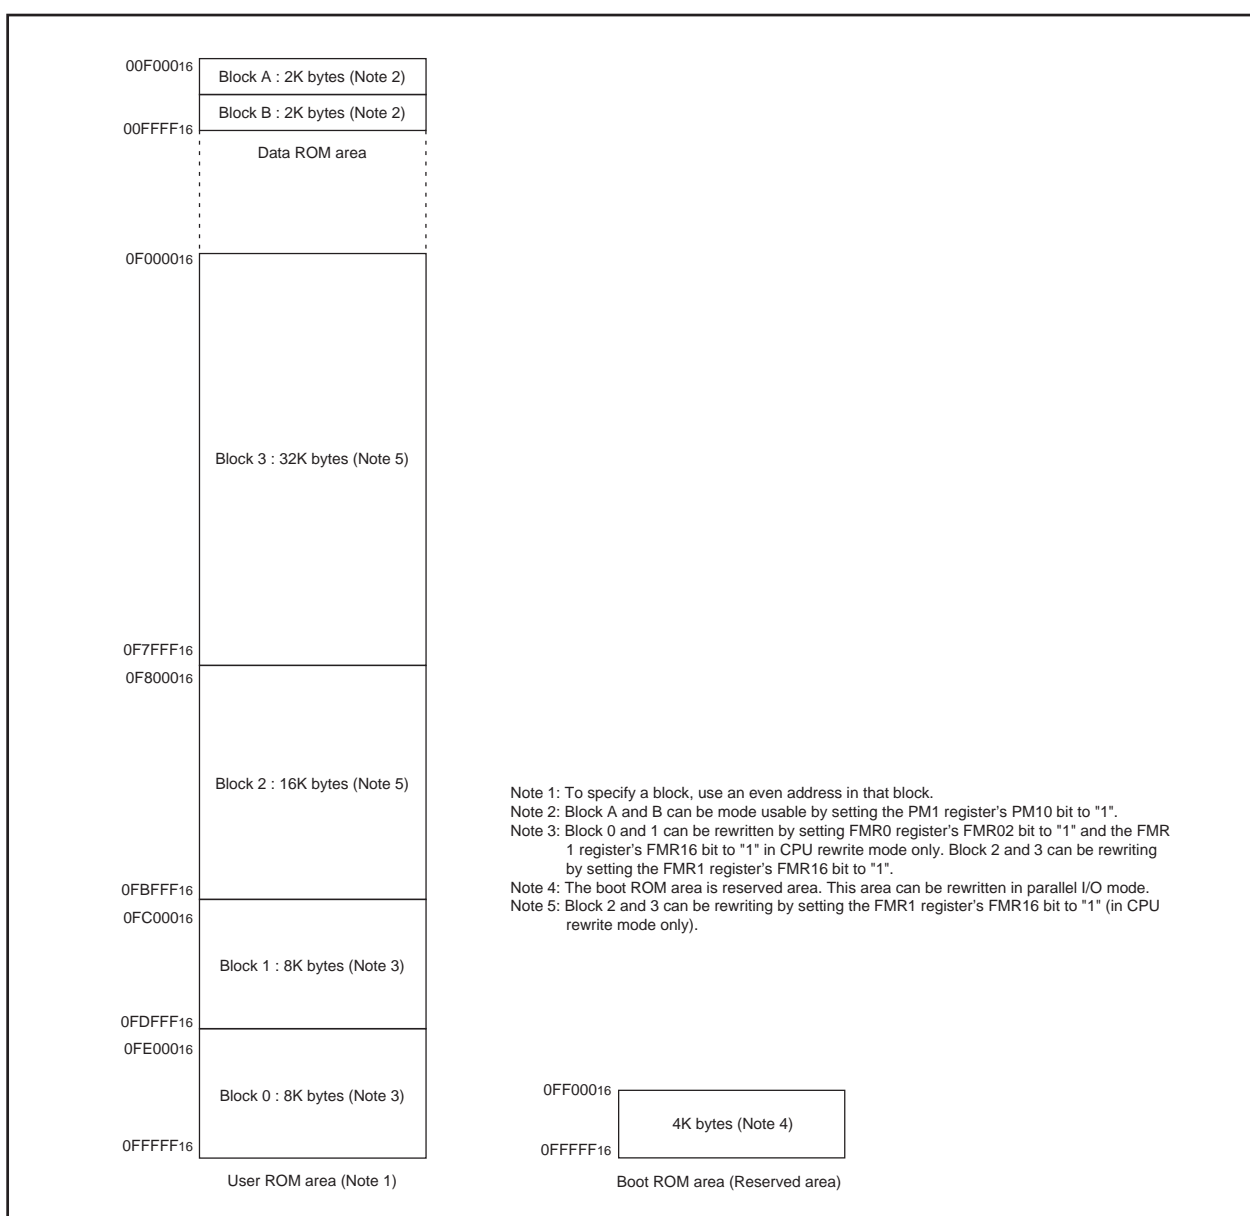 00F00016
Block A : 2K bytes (Note 2)
Block B : 2K bytes (Note 2)
00FFFF16
Data ROM area
0F000016
Block 3 : 32K bytes (Note 5)
0F7FFF16
0F800016
Block 2 : 16K bytes (Note 5)
Note 1: To specify a block, use an even address in that block.
Note 2: Block A and B can be mode usable by setting the PM1 register's PM10 bit to "1".
Note 3: Block 0 and 1 can be rewritten by setting FMR0 register's FMR02 bit to "1" and the FMR
1 register's FMR16 bit to "1" in CPU rewrite mode only. Block 2 and 3 can be rewriting
by setting the FMR1 register's FMR16 bit to "1".
Note 4: The boot ROM area is reserved area. This area can be rewritten in parallel I/O mode.
Note 5: Block 2 and 3 can be rewriting by setting the FMR1 register's FMR16 bit to "1" (in CPU
rewrite mode only).
0FBFFF16
0FC00016
Block 1 : 8K bytes (Note 3)
0FDFFF16
0FE00016
Block 0 : 8K bytes (Note 3)
0FFFFF16
User ROM area (Note 1)
0FF00016
4K bytes (Note 4)
0FFFFF16
Boot ROM area (Reserved area)